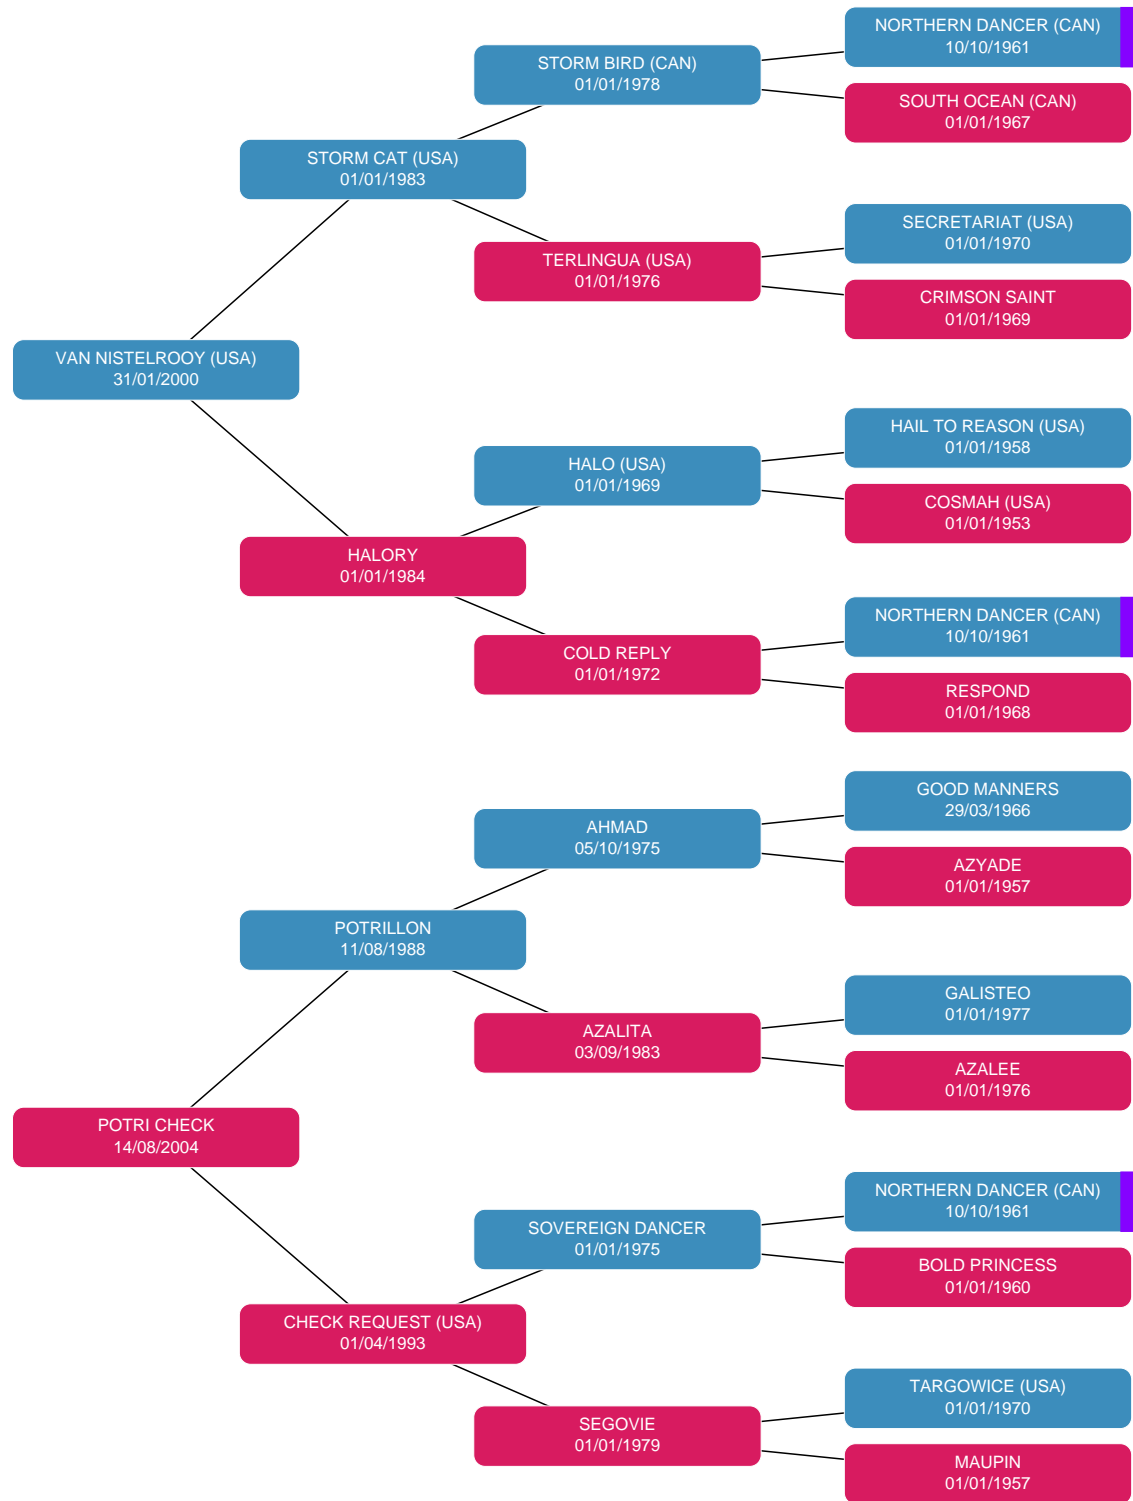 NORTHERN DANCER (CAN)
10/10/1961
STORM BIRD (CAN)
01/01/1978
SOUTH OCEAN (CAN)
01/01/1967
STORM CAT (USA)
01/01/1983
SECRETARIAT (USA)
01/01/1970
TERLINGUA (USA)
01/01/1976
CRIMSON SAINT
01/01/1969
VAN NISTELROOY (USA)
31/01/2000
HAIL TO REASON (USA)
01/01/1958
HALO (USA)
01/01/1969
COSMAH (USA)
01/01/1953
HALORY
01/01/1984
NORTHERN DANCER (CAN)
10/10/1961
COLD REPLY
01/01/1972
RESPOND
01/01/1968
GOOD MANNERS
29/03/1966
AHMAD
05/10/1975
AZYADE
01/01/1957
POTRILLON
11/08/1988
GALISTEO
01/01/1977
AZALITA
03/09/1983
AZALEE
01/01/1976
POTRI CHECK
14/08/2004
NORTHERN DANCER (CAN)
10/10/1961
SOVEREIGN DANCER
01/01/1975
BOLD PRINCESS
01/01/1960
CHECK REQUEST (USA)
01/04/1993
TARGOWICE (USA)
01/01/1970
SEGOVIE
01/01/1979
MAUPIN
01/01/1957